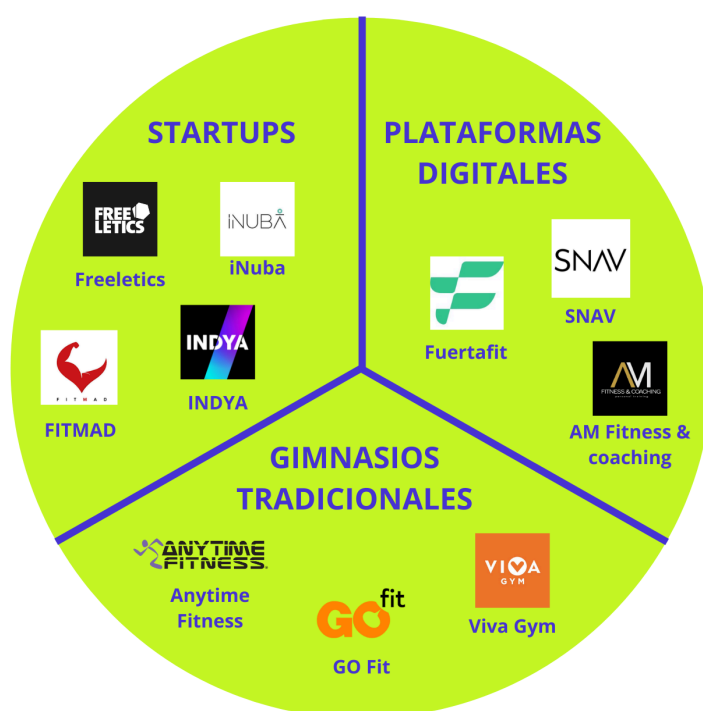 STARTUPS
FREE
LETICS
Freeletics
iNUBA
iNuba
FITMAD
FITMAD
INDYA
INDYA
PLATAFORMAS
DIGITALES
Fuertafit
SNAV
SNAV
AM
FITNESS & COACHING
AM Fitness &
coaching
GIMNASIOS
TRADICIONALES
ANYTIME
FITNESS
Anytime
Fitness
GO fit
GO Fit
VIVA
GYM
Viva Gym